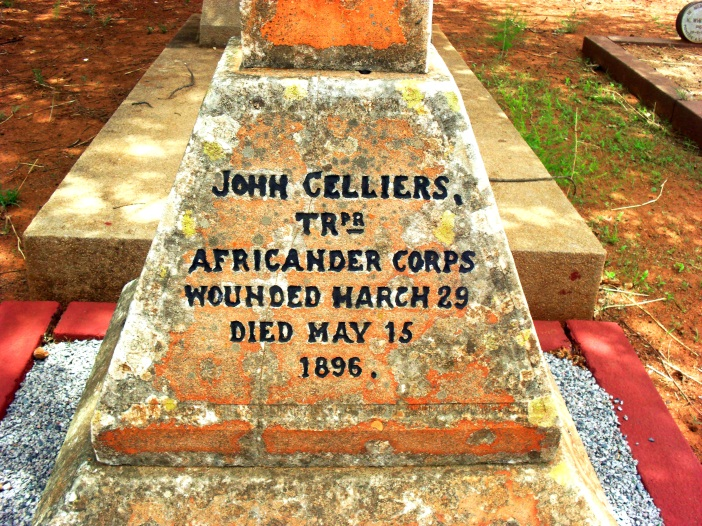 JOHN CELLIERS,
TRPR
AFRICANDER CORPS
WOUNDED MARCH 29
DIED MAY 15
1896.